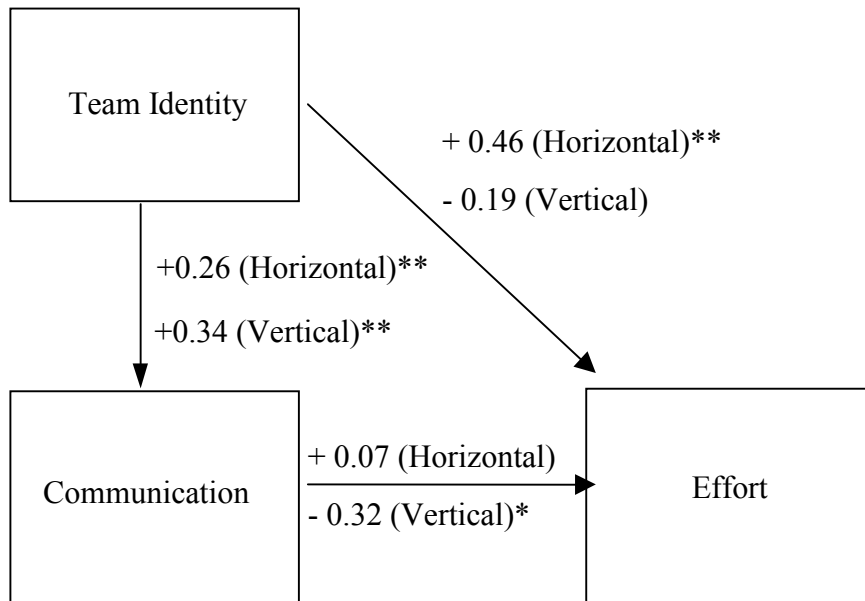 Team Identity
+ 0.46 (Horizontal)**
- 0.19 (Vertical)
+0.26 (Horizontal)**
+0.34 (Vertical)**
Communication
+ 0.07 (Horizontal)
- 0.32 (Vertical)*
Effort